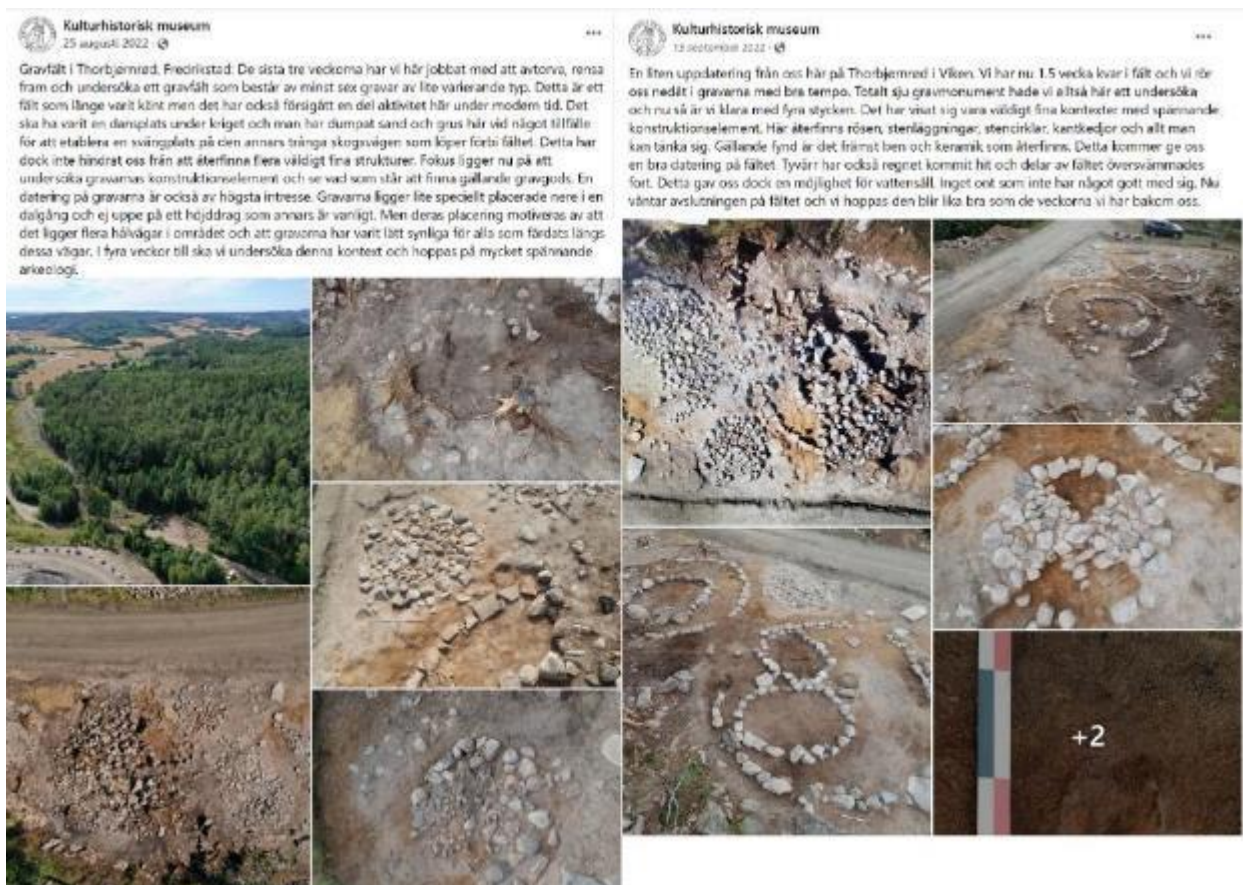 Kulturhistorisk museum
25 augusti 2022
Gravfält i Thorbjørnrød, Fredrikstad: De sista tre veckorna har vi här jobbat med att avtorva, rensa
fram och undersöka ett gravfält som består av minst sex gravar av lite varierande typ. Detta är ett
fält som länge varit känt men det har också försigått en del aktivitet här under modern tid. Det
ska ha varit en dansplats under kriget och man har dumpat sand och grus här vid något tillfälle
för att etablera en svängplats på den annars trånga skogsvägen som löper förbi fältet. Detta har
dock inte hindrat oss från att återfinna flera väldigt fina strukturer. Fokus ligger nu på att
undersöka gravarnas konstruktionselement och se vad som står att finna gällande gravgods. En
datering på gravarna är också av högsta intresse. Gravarna ligger lite speciellt placerade nere i en
dalgång och ej uppe på ett höjddrag som annars är vanligt. Men deras placering motiveras av att
det ligger flera hålvägar i området och att gravarna har varit lätt synliga för alla som färdats längs
dessa vägar. I fyra veckor till ska vi undersöka denna kontext och hoppas på mycket spännande
arkeologi.
Kulturhistorisk museum
13 september 2022
En liten uppdatering från oss här på Thorbjørnrød i Viken. Vi har nu 1.5 vecka kvar i fält och vi rör
oss nedåt i gravarna med bra tempo. Totalt sju gravmonument hade vi alltså här att undersöka
och nu så är vi klara med fyra stycken. Det har visat sig vara väldigt fina kontexter med spännande
konstruktionselement. Här återfinns rösen, stenläggningar, stencirklar, kantkedjor och allt man
kan tänka sig. Gällande fynd är det främst ben och keramik som återfinns. Detta kommer ge oss
en bra datering på fältet. Tyvärr har också regnet kommit hit och delar av fältet översvämmades
fort. Detta gav oss dock en möjlighet för vattensåll. Inget ont som inte har något gott med sig. Nu
väntar avslutningen på fältet och vi hoppas den blir lika bra som de veckorna vi har bakom oss.
+2